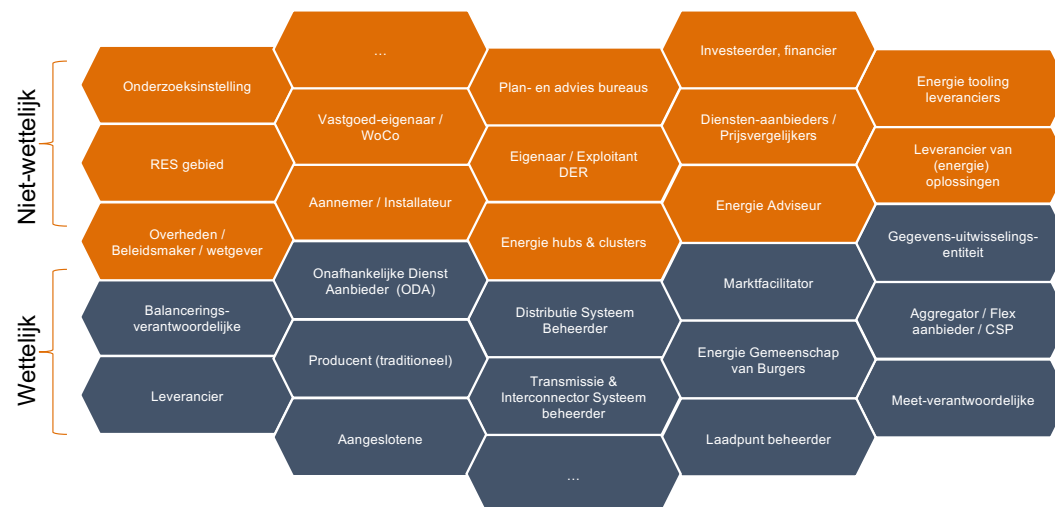 Niet-wettelijk
Wettelijk
Onderzoeksinstelling
RES gebied
Overheden /
Beleidsmaker / wetgever
Balancerings-
verantwoordelijke
Leverancier
…
Vastgoed-eigenaar /
WoCo
Aannemer / Installateur
Onafhankelijke Dienst
Aanbieder (ODA)
Producent (traditioneel)
Aangeslotene
Plan- en advies bureaus
Eigenaar / Exploitant
DER
Energie hubs & clusters
Distributie Systeem
Beheerder
Transmissie &
Interconnector Systeem
beheerder
…
Investeerder, financier
Diensten-aanbieders /
Prijsvergelijkers
Energie Adviseur
Marktfacilitator
Energie Gemeenschap
van Burgers
Laadpunt beheerder
Energie tooling
leveranciers
Leverancier van
(energie)
oplossingen
Gegevens-uitwisselings-
entiteit
Aggregator / Flex
aanbieder / CSP
Meet-verantwoordelijke